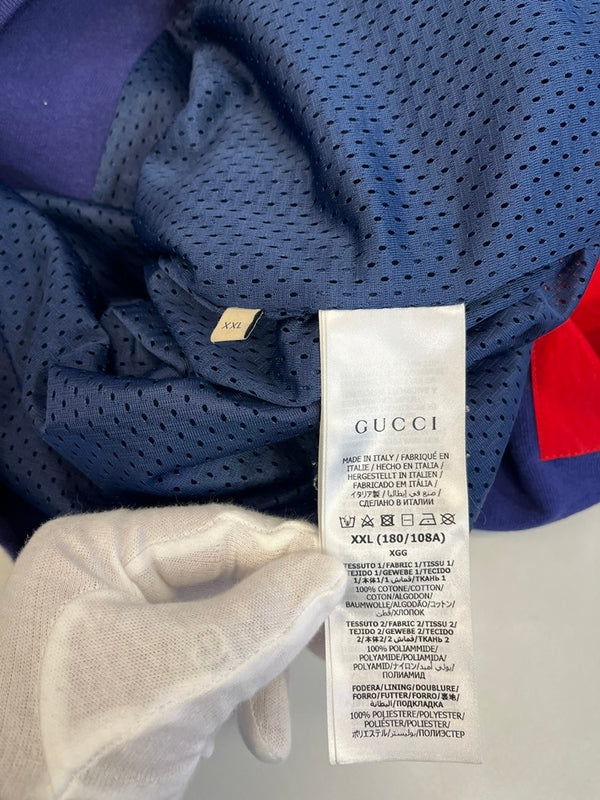 XXL
GUCCI
MADE IN ITALY / FABRIQUÉ EN
ITALIE / HECHO EN ITALIA /
HERGESTELLT IN ITALIEN /
FABRICADO EM ITÁLIA /
イタリア製 / صنع في إيطاليا /
СДЕЛАНО В ИТАЛИИ
XXL (180/108A)
XGG
TESSUTO 1/FABRIC 1/TISSU 1/
TEJIDO 1/GEWEBE 1/TECIDO
1/本体1/1 قماش/ТКАНЬ 1
100% COTONE/COTTON/
COTON/ALGODON/
BAUMWOLLE/ALGODÃO/コットン/
قطن/ХЛОПОК
TESSUTO 2/FABRIC 2/TISSU 2/
TEJIDO 2/GEWEBE 2/TECIDO
2/本体2/2 قماش/ТКАНЬ 2
100% POLIAMMIDE/
POLYAMIDE/POLIAMIDA/
POLYAMID/ナイロン/بولي أميد/
ПОЛИАМИД
FODERA/LINING/DOUBLURE/
FORRO/FUTTER/FORRO/裏地/
البطانة/ПОДКЛАДКА
100% POLIESTERE/POLYESTER/
POLYESTER/POLIÉSTER/
ポリエステル/بوليستر/ПОЛИЭСТЕР